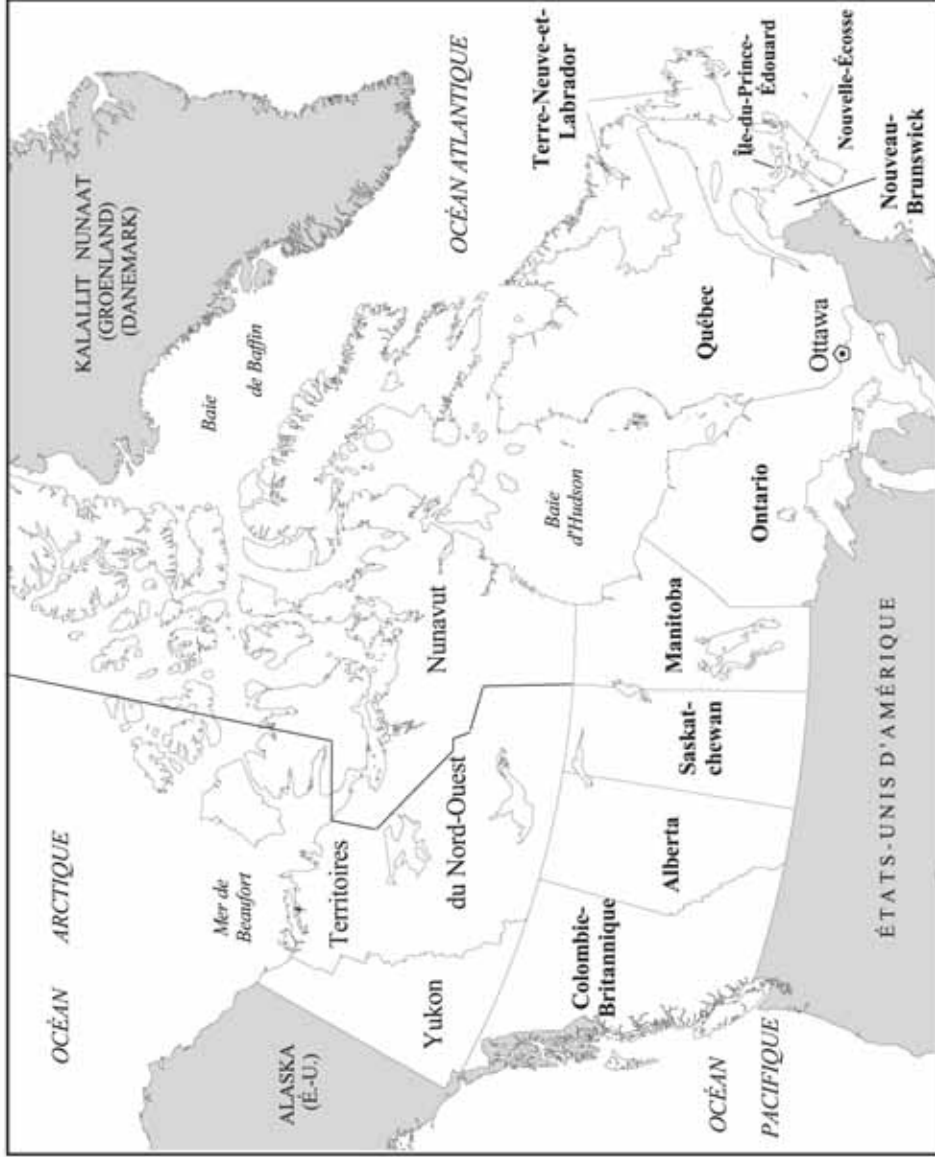 OCÉAN ARCTIQUE
KALALLIT NUNAAT
(GROENLAND)
(DANEMARK)
Baie
de Baffin
Mer de
Beaufort
ALASKA
(É.-U.)
OCÉAN ATLANTIQUE
Yukon
Territoires
du Nord-Ouest
Nunavut
Terre-Neuve-et-
Labrador
Baie
d'Hudson
Colombie-
Britannique
Alberta
Saskat-
chewan
Manitoba
Ontario
Québec
Île-du-Prince-
Édouard
Nouvelle-Écosse
Nouveau-
Brunswick
Ottawa
OCÉAN
PACIFIQUE
ÉTATS-UNIS D'AMÉRIQUE